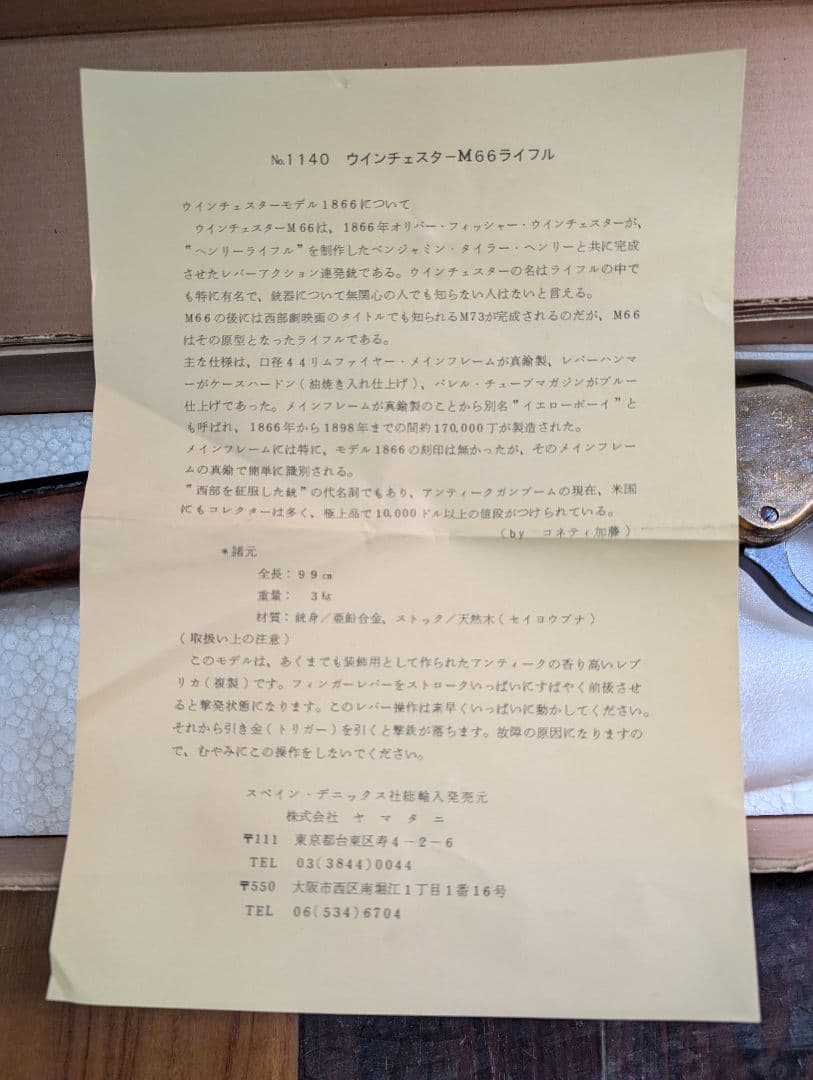 No.1140 ウインチェスターM66ライフル
ウインチェスターモデル1866について
ウインチェスターM66は、1866年オリバー・フィッシャー・ウインチェスターが、
"ヘンリーライフル"を制作したベンジャミン・タイラー・ヘンリーと共に完成
させたレバーアクション連発銃である。ウインチェスターの名はライフルの中で
も特に有名で、銃器について無関心の人でも知らない人はないと言える。
M66の後には西部劇映画のタイトルでも知られるM73が完成されるのだが、M66
はその原型となったライフルである。
主な仕様は、口径44リムファイヤー・メインフレームが真鍮製、レバーハンマ
ーがケースハードン(油焼き入れ仕上げ)、バレル・チューブマガジンがブルー
仕上げであった。メインフレームが真鍮製のことから別名"イエローボーイ"と
も呼ばれ、1866年から1898年までの間約170,000丁が製造された。
メインフレームには特に、モデル1866の刻印は無かったが、そのメインフレー
ムの真鍮で簡単に識別される。
"西部を征服した銃"の代名詞でもあり、アンティークガンブームの現在、米国
にもコレクターは多く、極上品で10,000ドル以上の値段がつけられている。
(by コネティ加藤)
*諸元
全長:99㎝
重量: 3㎏
材質:銃身/亜鉛合金、ストック/天然木(セイヨウブナ)
(取扱い上の注意)
このモデルは、あくまでも装飾用として作られたアンティークの香り高いレプ
リカ(複製)です。フィンガーレバーをストロークいっぱいにすばやく前後させ
ると撃発状態になります。このレバー操作は素早くいっぱいに動かしてください。
それから引き金(トリガー)を引くと撃鉄が落ちます。故障の原因になりますの
で、むやみにこの操作をしないでください。
スペイン・デニックス社総輸入発売元
株式会社 ヤマタニ
〒111 東京都台東区寿4-2-6
TEL 03(3844)0044
〒550 大阪市西区南堀江1丁目1番16号
TEL 06(534)6704